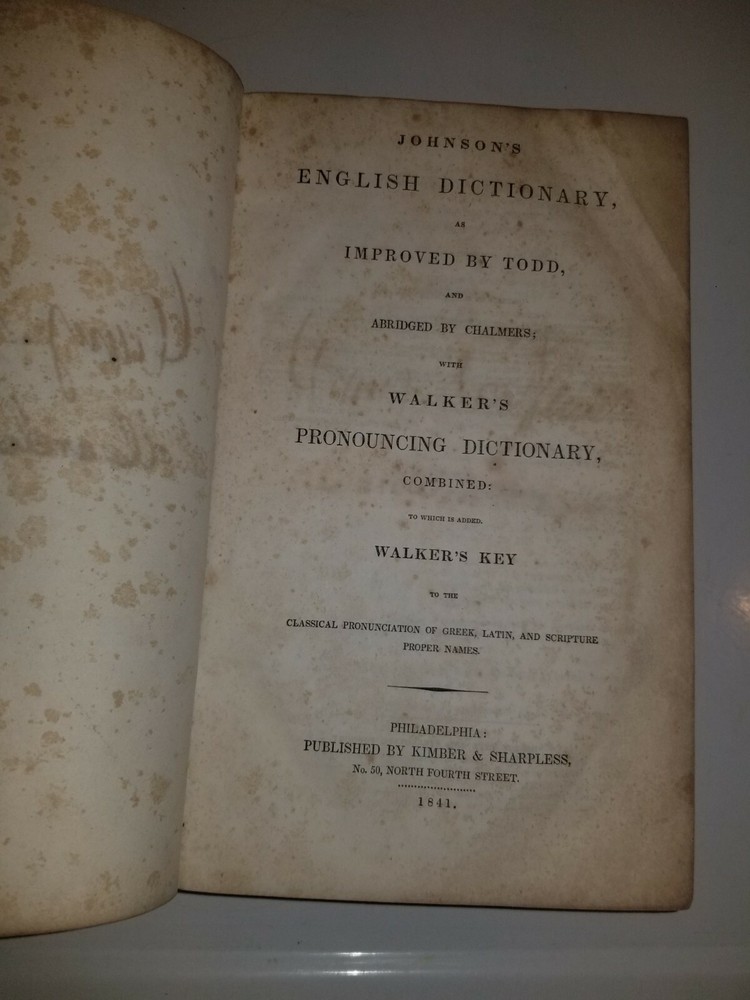 JOHNSON'S
ENGLISH DICTIONARY,
AS
IMPROVED BY TODD,
AND
ABRIDGED BY CHALMERS;
WITH
WALKER'S
PRONOUNCING DICTIONARY,
COMBINED:
TO WHICH IS ADDED,
WALKER'S KEY
TO THE
CLASSICAL PRONUNCIATION OF GREEK, LATIN, AND SCRIPTURE
PROPER NAMES.
PHILADELPHIA:
PUBLISHED BY KIMBER & SHARPLESS,
No. 50, NORTH FOURTH STREET.
1841.